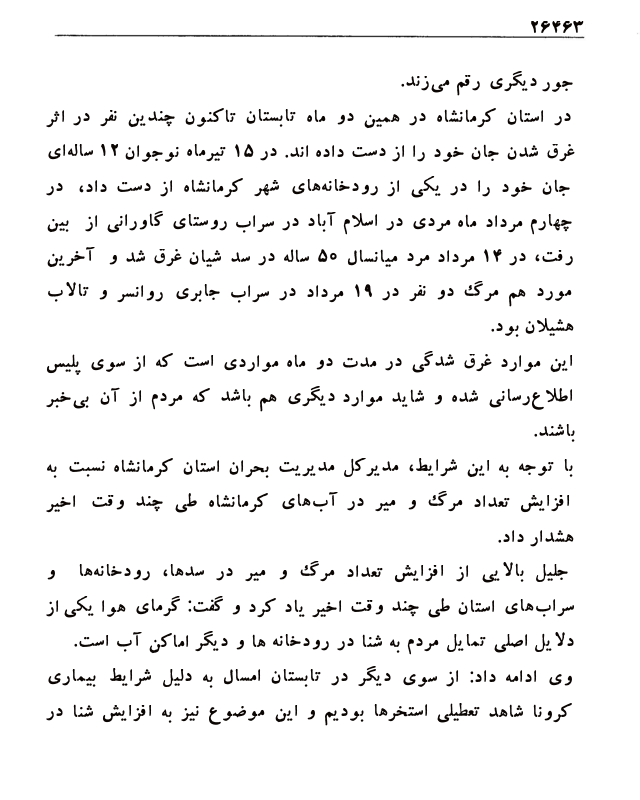 ۲۶۴۶۳
جور دیگری رقم می‌زند.
در استان کرمانشاه در همین دو ماه تابستان تاکنون چندین نفر در اثر
غرق شدن جان خود را از دست داده اند. در ۱۵ تیرماه نوجوان ۱۲ ساله‌ای
جان خود را در یکی از رودخانه‌های شهر کرمانشاه از دست داد، در
چهارم مرداد ماه مردی در اسلام آباد در سراب روستای گاورانی از بین
رفت، در ۱۴ مرداد مرد میانسال ۵۰ ساله در سد شیان غرق شد و آخرین
مورد هم مرگ دو نفر در ۱۹ مرداد در سراب جابری روانسر و تالاب
هشیلان بود.
این موارد غرق شدگی در مدت دو ماه مواردی است که از سوی پلیس
اطلاع‌رسانی شده و شاید موارد دیگری هم باشد که مردم از آن بی‌خبر
باشند.
با توجه به این شرایط، مدیرکل مدیریت بحران استان کرمانشاه نسبت به
افزایش تعداد مرگ و میر در آب‌های کرمانشاه طی چند وقت اخیر
هشدار داد.
جلیل بالایی از افزایش تعداد مرگ و میر در سدها، رودخانه‌ها و
سراب‌های استان طی چند وقت اخیر یاد کرد و گفت: گرمای هوا یکی از
دلایل اصلی تمایل مردم به شنا در رودخانه ها و دیگر اماکن آب است.
وی ادامه داد: از سوی دیگر در تابستان امسال به دلیل شرایط بیماری
کرونا شاهد تعطیلی استخرها بودیم و این موضوع نیز به افزایش شنا در